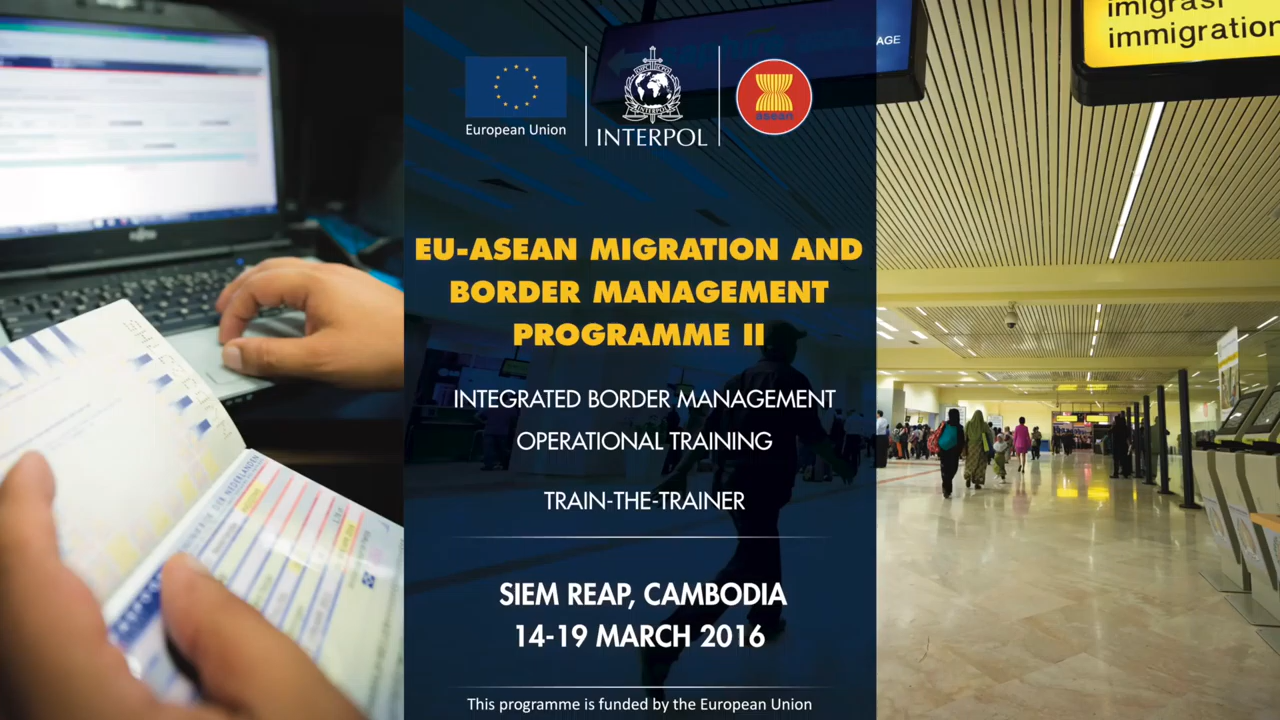 European Union
INTERPOL
asean
EU-ASEAN MIGRATION AND
BORDER MANAGEMENT
PROGRAMME II
INTEGRATED BORDER MANAGEMENT
OPERATIONAL TRAINING
TRAIN-THE-TRAINER
SIEM REAP, CAMBODIA
14-19 MARCH 2016
This programme is funded by the European Union
AGE
imigrasi
immigration